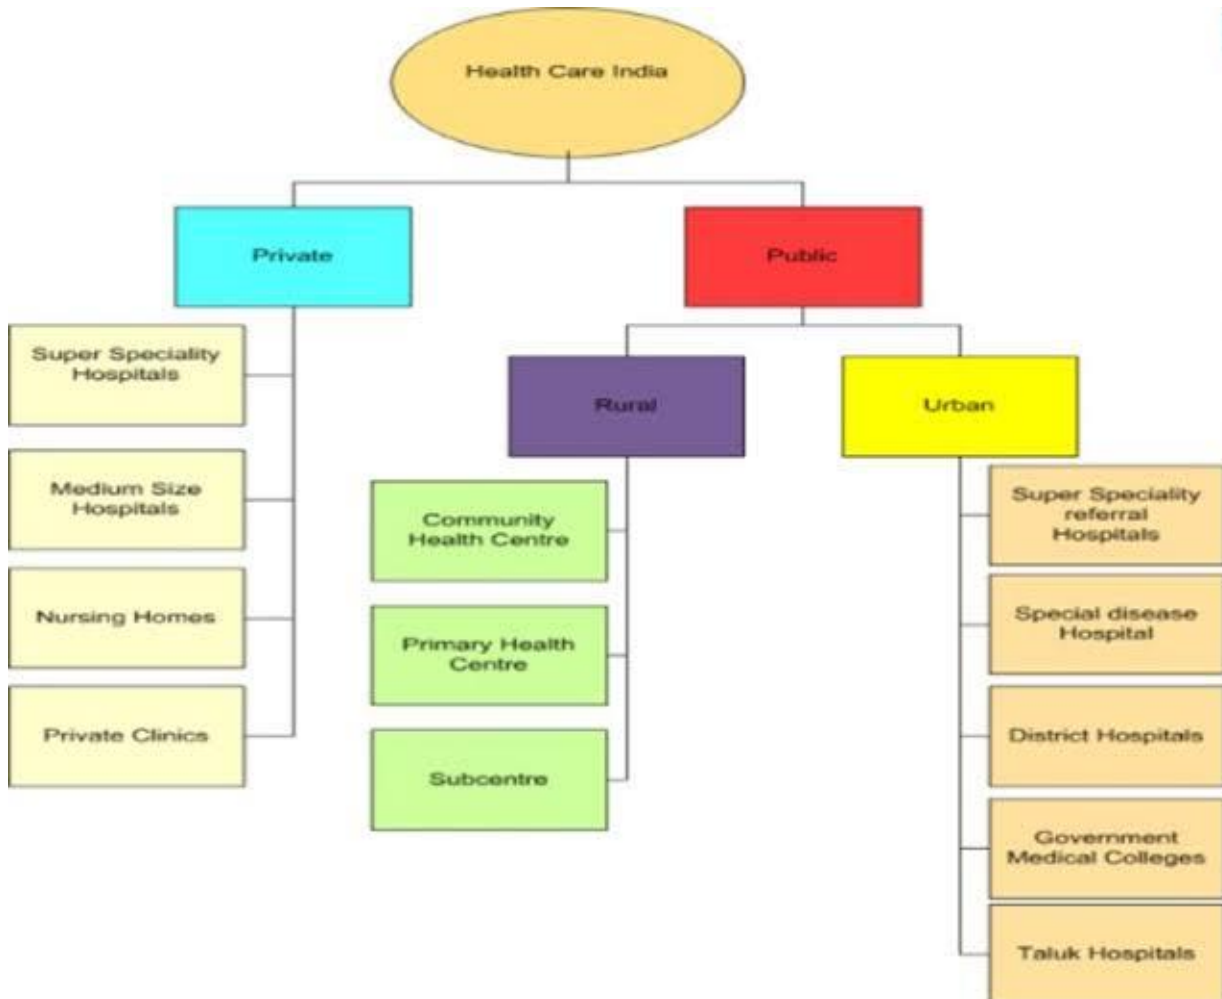 Health Care India
Private
Public
Super Speciality
Hospitals
Medium Size
Hospitals
Nursing Homes
Private Clinics
Rural
Urban
Community
Health Centre
Primary Health
Centre
Subcentre
Super Speciality
referral
Hospitals
Special disease
Hospital
District Hospitals
Government
Medical Colleges
Taluk Hospitals